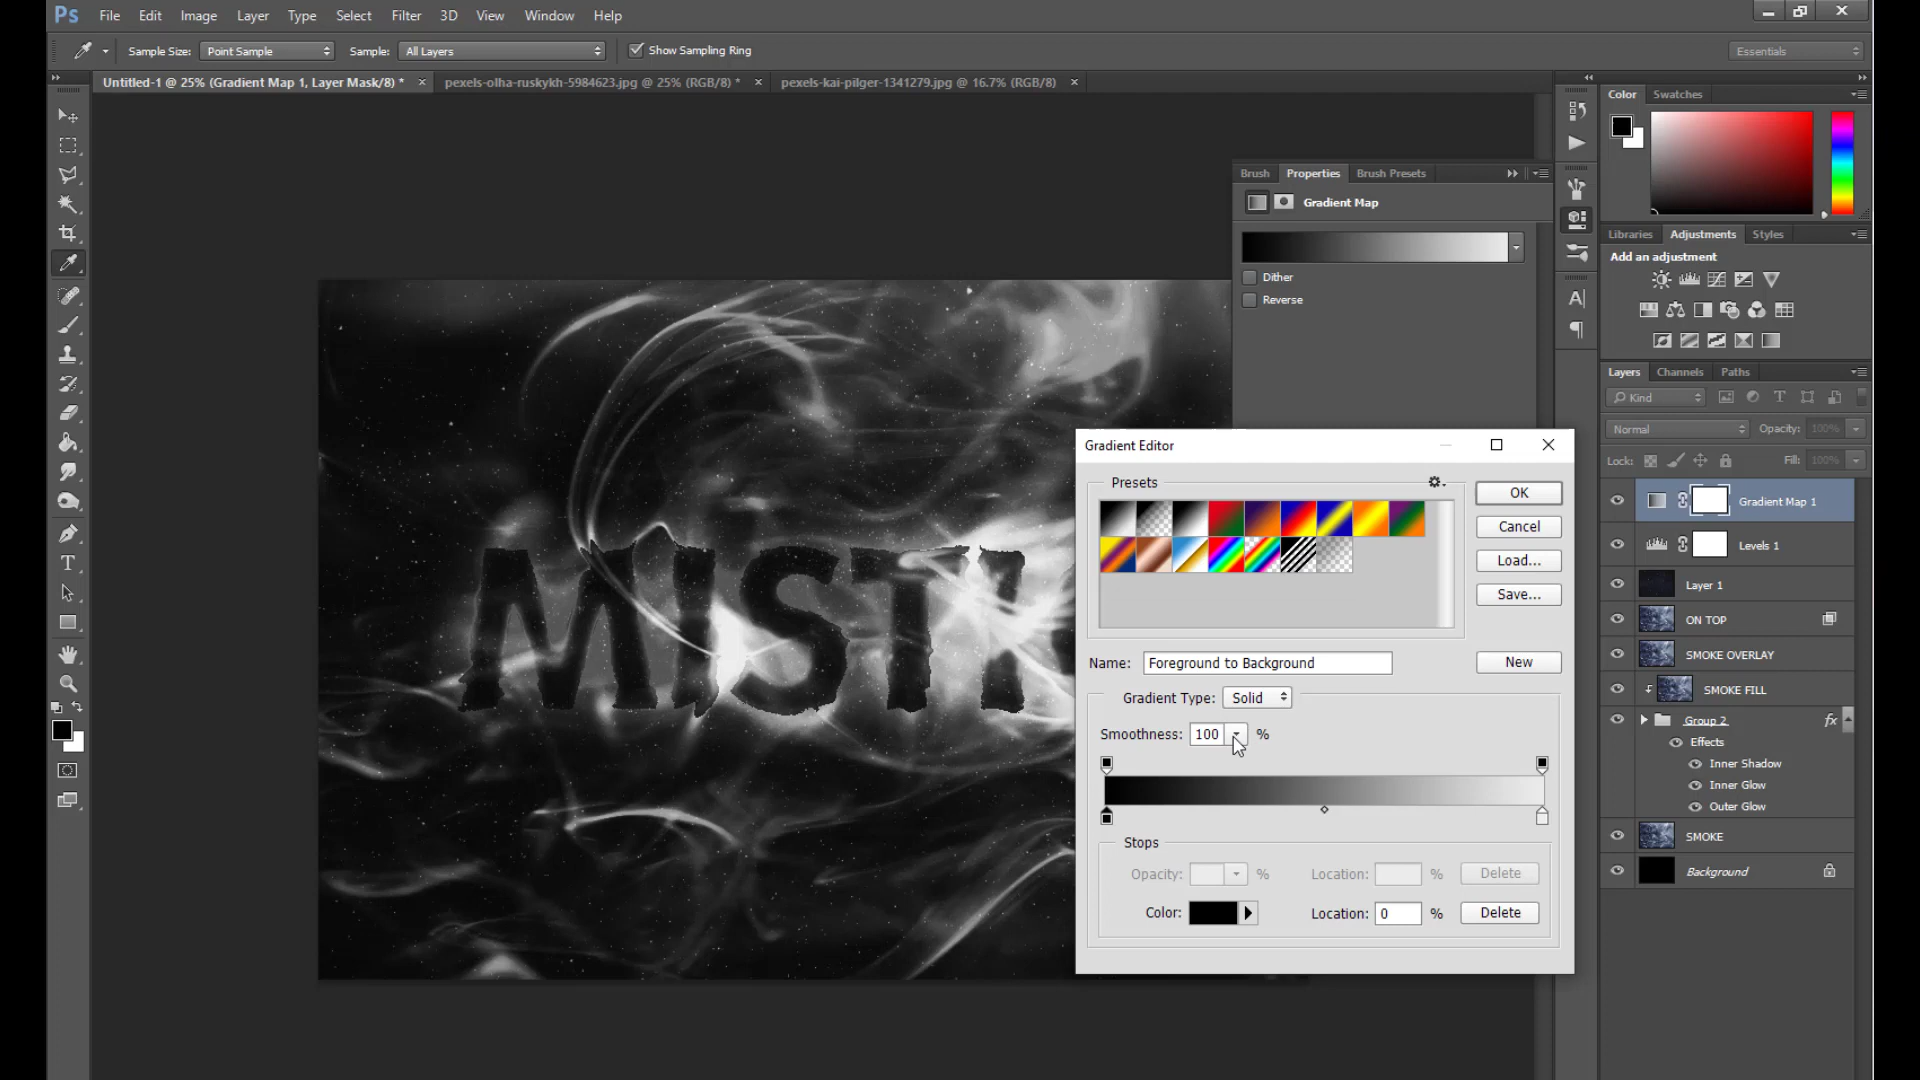 Ps File Edit Image Layer Type Select Filter 3D View Window Help
Sample Size: Point Sample Sample: All Layers Show Sampling Ring Essentials
Untitled-1 @ 25% (Gradient Map 1, Layer Mask/8) * × pexels-olha-ruskykh-5984623.jpg @ 25% (RGB/8) * × pexels-kai-pilger-1341279.jpg @ 16.7% (RGB/8) ×
Color Swatches
Brush Properties Brush Presets
Gradient Map
Dither
Reverse
Libraries Adjustments Styles
Add an adjustment
Layers Channels Paths
Kind
Normal Opacity: 100%
Lock: Fill: 100%
Gradient Map 1
Levels 1
Layer 1
ON TOP
SMOKE OVERLAY
SMOKE FILL
Group 2 fx
Effects
Inner Shadow
Inner Glow
Outer Glow
SMOKE
Background
MISTI
Gradient Editor
Presets
OK
Cancel
Load...
Save...
Name: Foreground to Background New
Gradient Type: Solid
Smoothness: 100 %
Stops
Opacity: % Location: % Delete
Color: Location: 0 % Delete